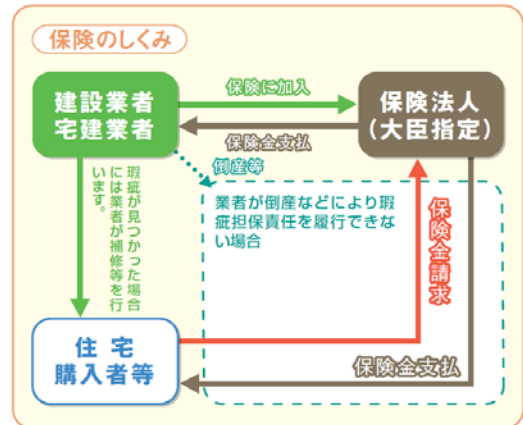 保険のしくみ
建設業者
宅建業者
保険に加入
保険金支払
保険法人
(大臣指定)
倒産等
業者が倒産などにより瑕
疵担保責任を履行できな
い場合
瑕疵が見つかった場合
には業者が補修等を行
います。
保険金請求
住宅
購入者等
保険金支払